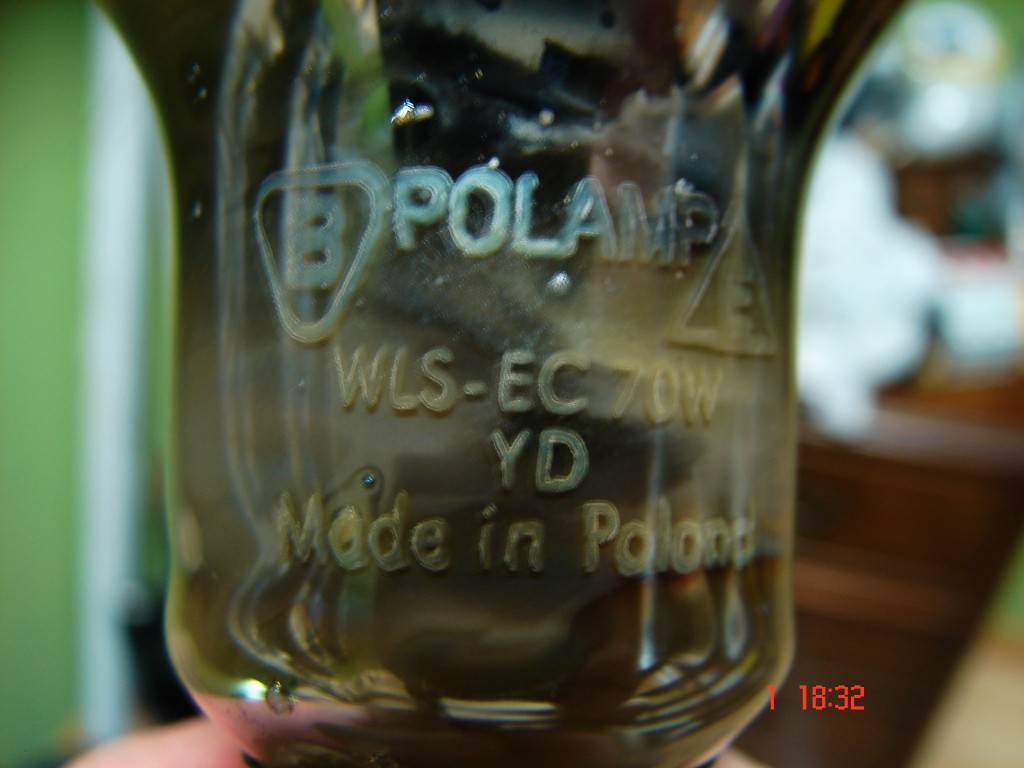 B POLAMP E
WLS-EC 70W
YD
Made in Poland
1 18:32